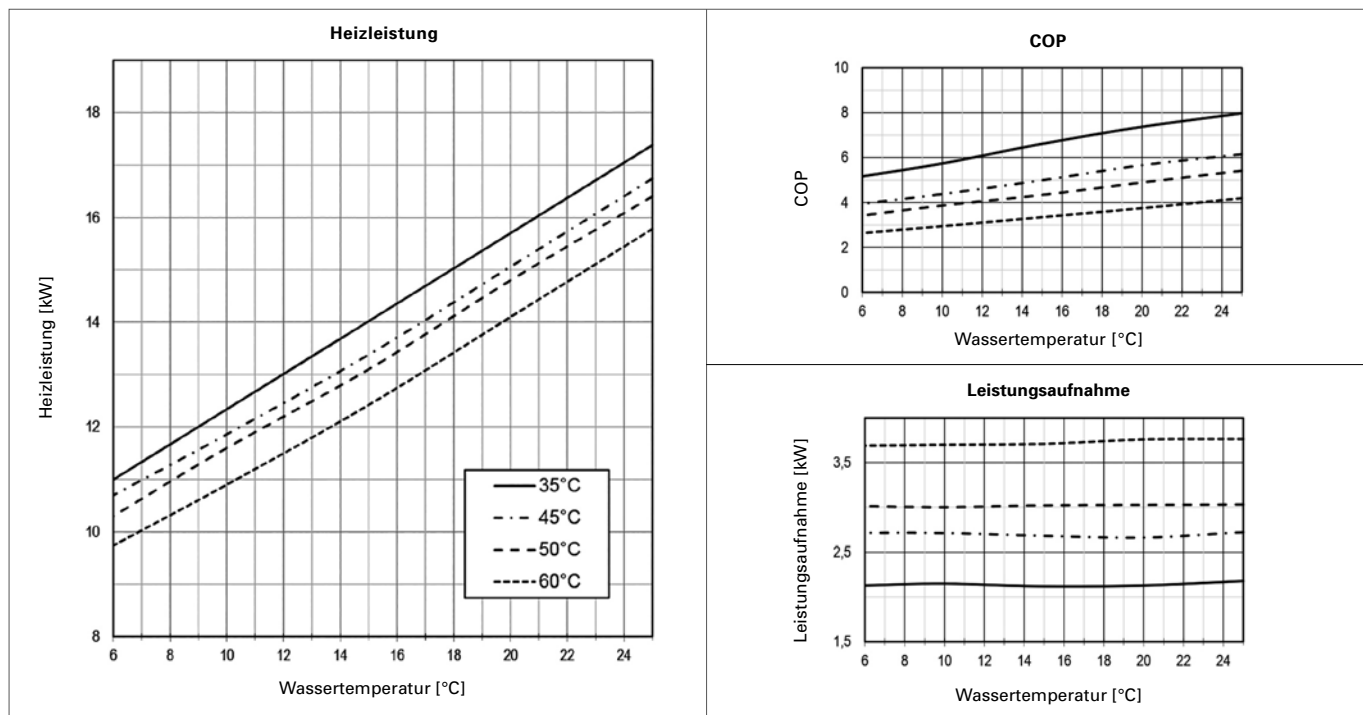 Heizleistung
Heizleistung [kW]
18
16
14
12
10
8
6 8 10 12 14 16 18 20 22 24
Wassertemperatur [°C]
35°C
45°C
50°C
60°C
COP
COP
10
8
6
4
2
0
6 8 10 12 14 16 18 20 22 24
Wassertemperatur [°C]
Leistungsaufnahme
Leistungsaufnahme [kW]
3,5
2,5
1,5
6 8 10 12 14 16 18 20 22 24
Wassertemperatur [°C]